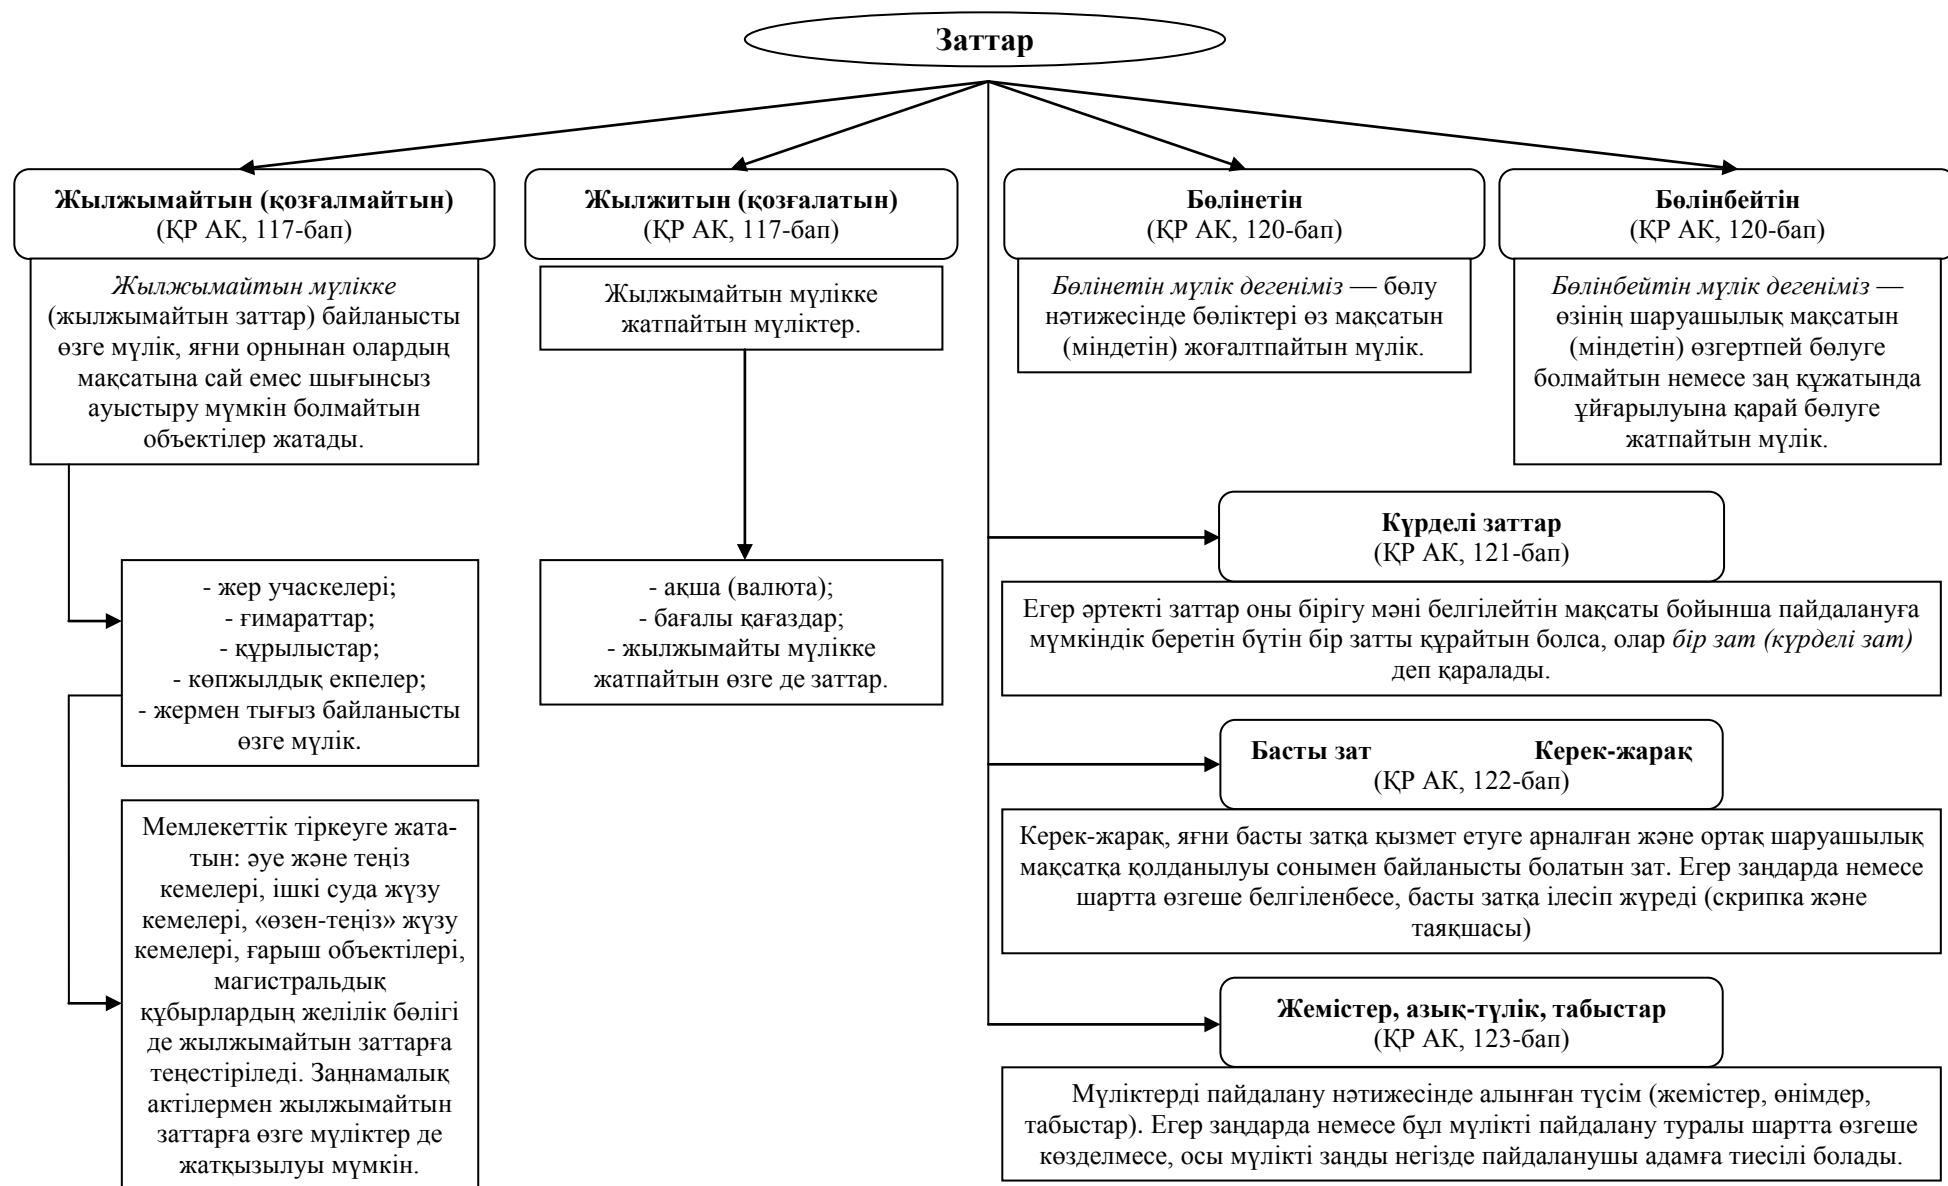 Заттар
Жылжымайтын (қозғалмайтын)
(ҚР АК, 117-бап)
Жылжымайтын мүлікке
(жылжымайтын заттар) байланысты
өзге мүлік, яғни орнынан олардың
мақсатына сай емес шығынсыз
ауыстыру мүмкін болмайтын
объектілер жатады.
- жер учаскелері;
- ғимараттар;
- құрылыстар;
- көпжылдық екпелер;
- жермен тығыз байланысты
өзге мүлік.
Мемлекеттік тіркеуге жата-
тын: әуе және теңіз
кемелері, ішкі суда жүзу
кемелері, «өзен-теңіз» жүзу
кемелері, ғарыш объектілері,
магистральдық
құбырлардың желілік бөлігі
де жылжымайтын заттарға
теңестіріледі. Заңнамалық
актілермен жылжымайтын
заттарға өзге мүліктер де
жатқызылуы мүмкін.
Жылжитын (қозғалатын)
(ҚР АК, 117-бап)
Жылжымайтын мүлікке
жатпайтын мүліктер.
- ақша (валюта);
- бағалы қағаздар;
- жылжымайты мүлікке
жатпайтын өзге де заттар.
Бөлінетін
(ҚР АК, 120-бап)
Бөлінетін мүлік дегеніміз — бөлу
нәтижесінде бөліктері өз мақсатын
(міндетін) жоғалтпайтын мүлік.
Бөлінбейтін
(ҚР АК, 120-бап)
Бөлінбейтін мүлік дегеніміз —
өзінің шаруашылық мақсатын
(міндетін) өзгертпей бөлуге
болмайтын немесе заң құжатында
ұйғарылуына қарай бөлуге
жатпайтын мүлік.
Күрделі заттар
(ҚР АК, 121-бап)
Егер әртекті заттар оны бірігу мәні белгілейтін мақсаты бойынша пайдалануға
мүмкіндік беретін бүтін бір затты құрайтын болса, олар бір зат (күрделі зат)
деп қаралады.
Басты зат Керек-жарақ
(ҚР АК, 122-бап)
Керек-жарақ, яғни басты затқа қызмет етуге арналған және ортақ шаруашылық
мақсатқа қолданылуы сонымен байланысты болатын зат. Егер заңдарда немесе
шартта өзгеше белгіленбесе, басты затқа ілесіп жүреді (скрипка және
таяқшасы)
Жемістер, азық-түлік, табыстар
(ҚР АК, 123-бап)
Мүліктерді пайдалану нәтижесінде алынған түсім (жемістер, өнімдер,
табыстар). Егер заңдарда немесе бұл мүлікті пайдалану туралы шартта өзгеше
көзделмесе, осы мүлікті заңды негізде пайдаланушы адамға тиесілі болады.